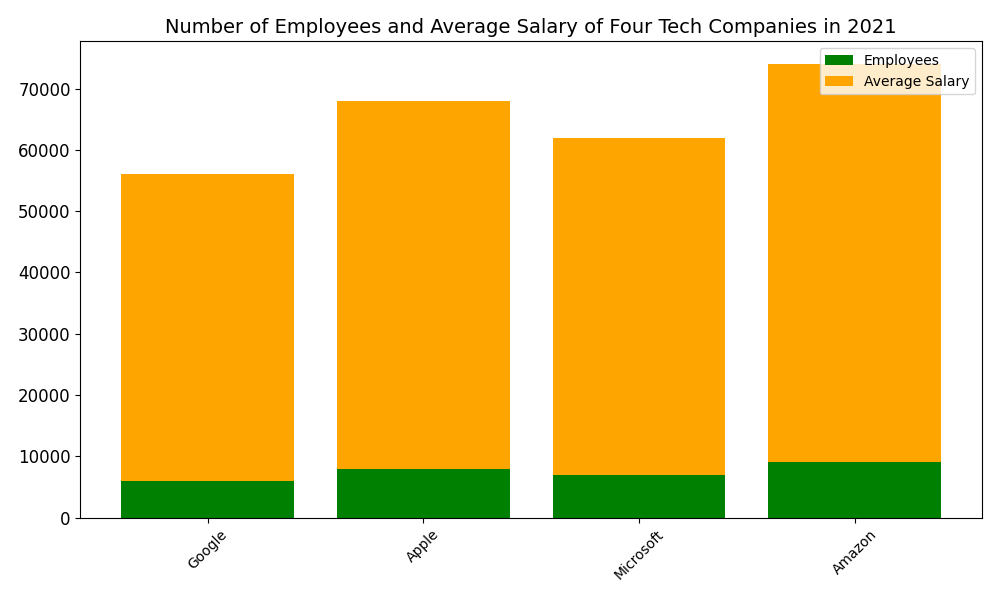 Number of Employees and Average Salary of Four Tech Companies in 2021
Employees
Average Salary
70000
60000
50000
40000
30000
20000
10000
0
Google
Apple
Microsoft
Amazon